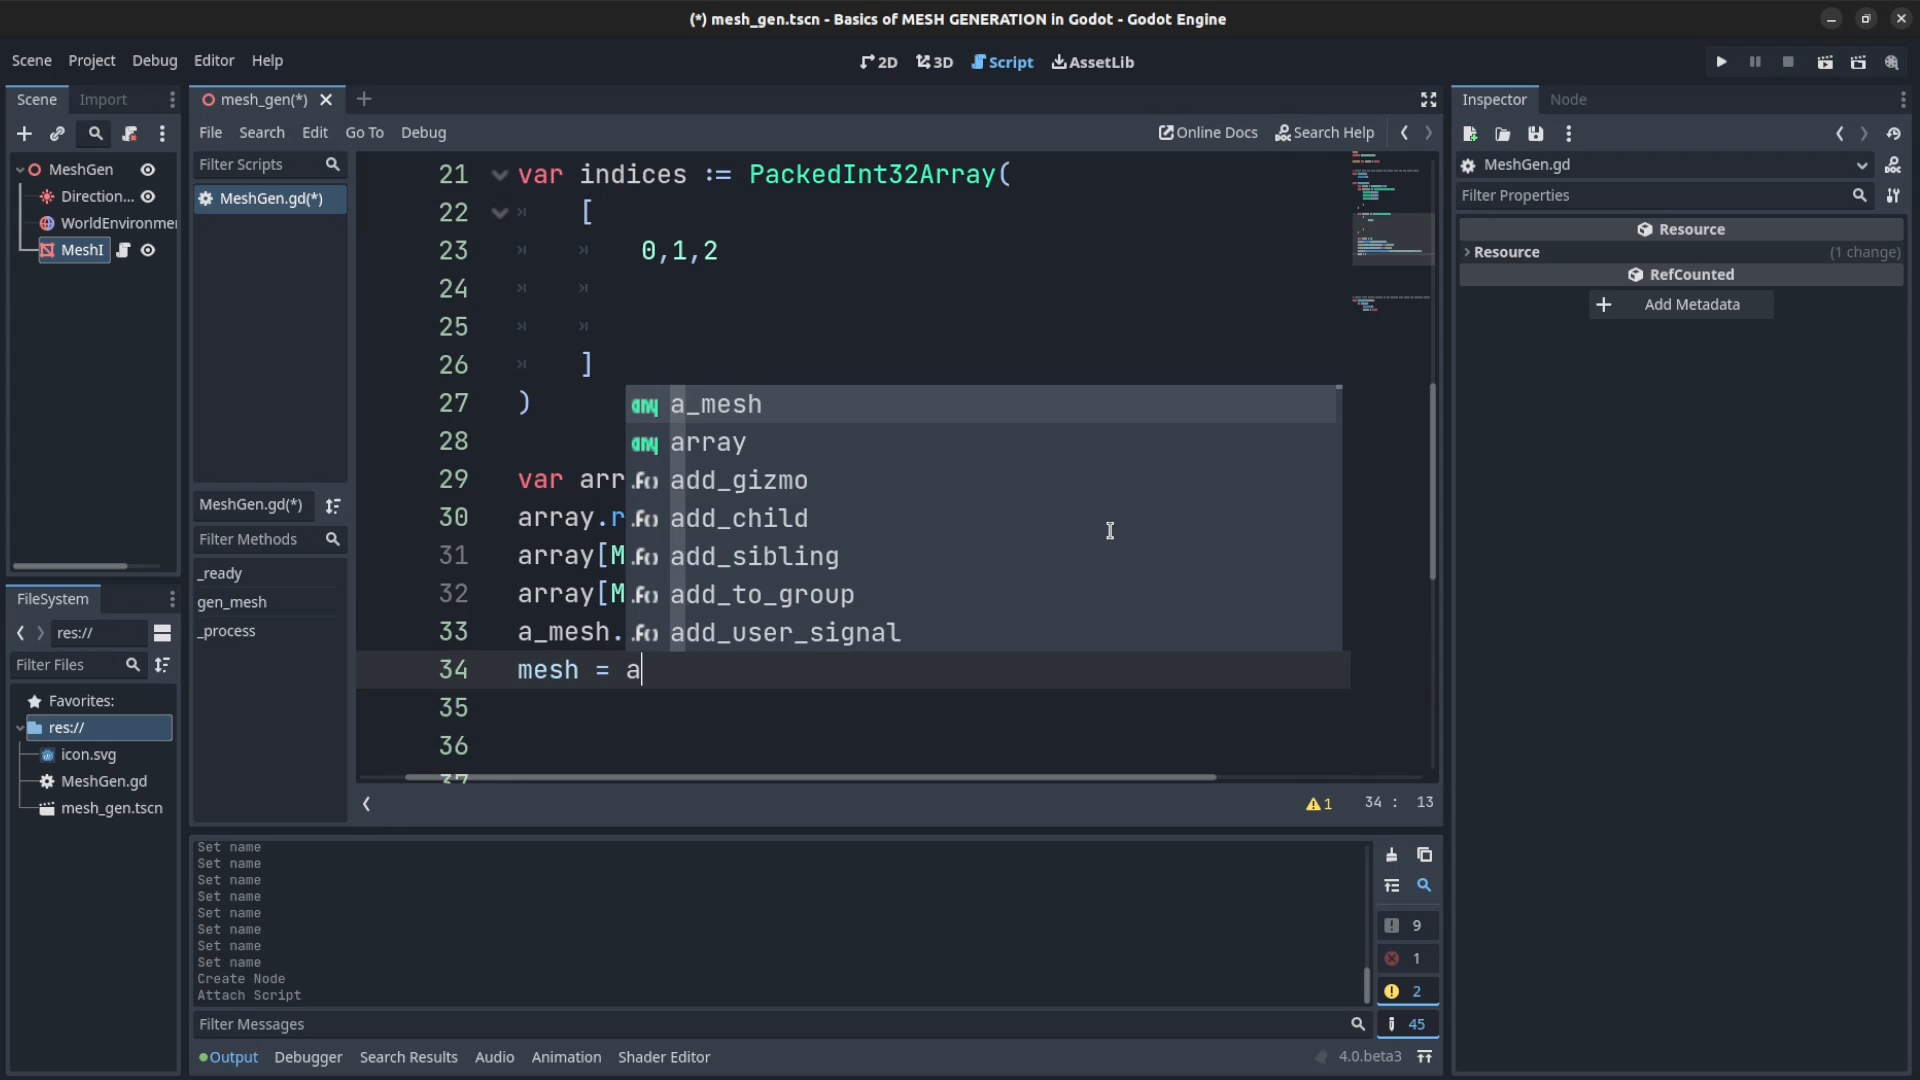 (*) mesh_gen.tscn - Basics of MESH GENERATION in Godot - Godot Engine
Scene Project Debug Editor Help
2D 3D Script AssetLib
Scene Import
mesh_gen(*)
Inspector Node
File Search Edit Go To Debug
Online Docs Search Help
MeshGen
Direction...
WorldEnvironme
MeshI
Filter Scripts
MeshGen.gd(*)
MeshGen.gd(*)
Filter Methods
_ready
gen_mesh
_process
21 var indices := PackedInt32Array(
22 [
23 0,1,2
24
25
26 ]
27 )
28
29 var arr
30 array.r
31 array[M
32 array[M
33 a_mesh.
34 mesh = a
35
36
37
any a_mesh
any array
add_gizmo
add_child
add_sibling
add_to_group
add_user_signal
1 34 : 13
MeshGen.gd
Filter Properties
Resource
Resource (1 change)
RefCounted
Add Metadata
FileSystem
res://
Filter Files
Favorites:
res://
icon.svg
MeshGen.gd
mesh_gen.tscn
Set name
Set name
Set name
Set name
Set name
Set name
Set name
Set name
Create Node
Attach Script
9
1
2
45
Filter Messages
Output Debugger Search Results Audio Animation Shader Editor
4.0.beta3